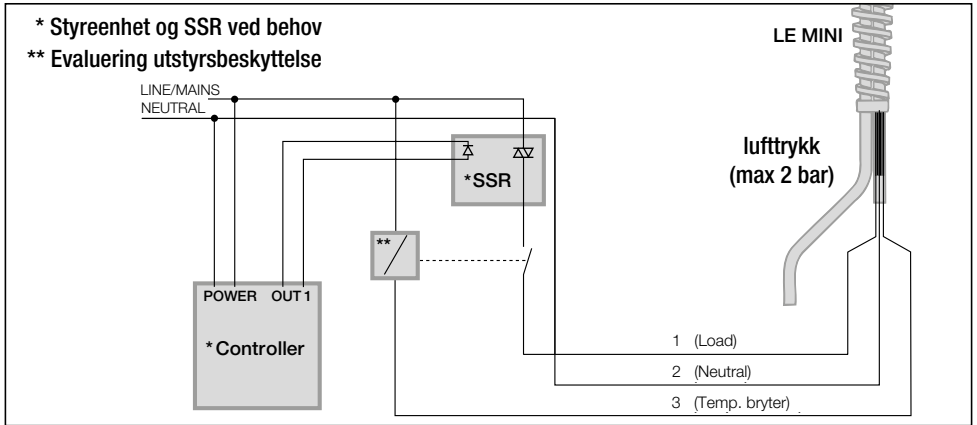 * Styreenhet og SSR ved behov
** Evaluering utstyrsbeskyttelse
LINE/MAINS
NEUTRAL
LE MINI
lufttrykk
(max 2 bar)
*SSR
**
POWER OUT 1
*Controller
1 (Load)
2 (Neutral)
3 (Temp. bryter)